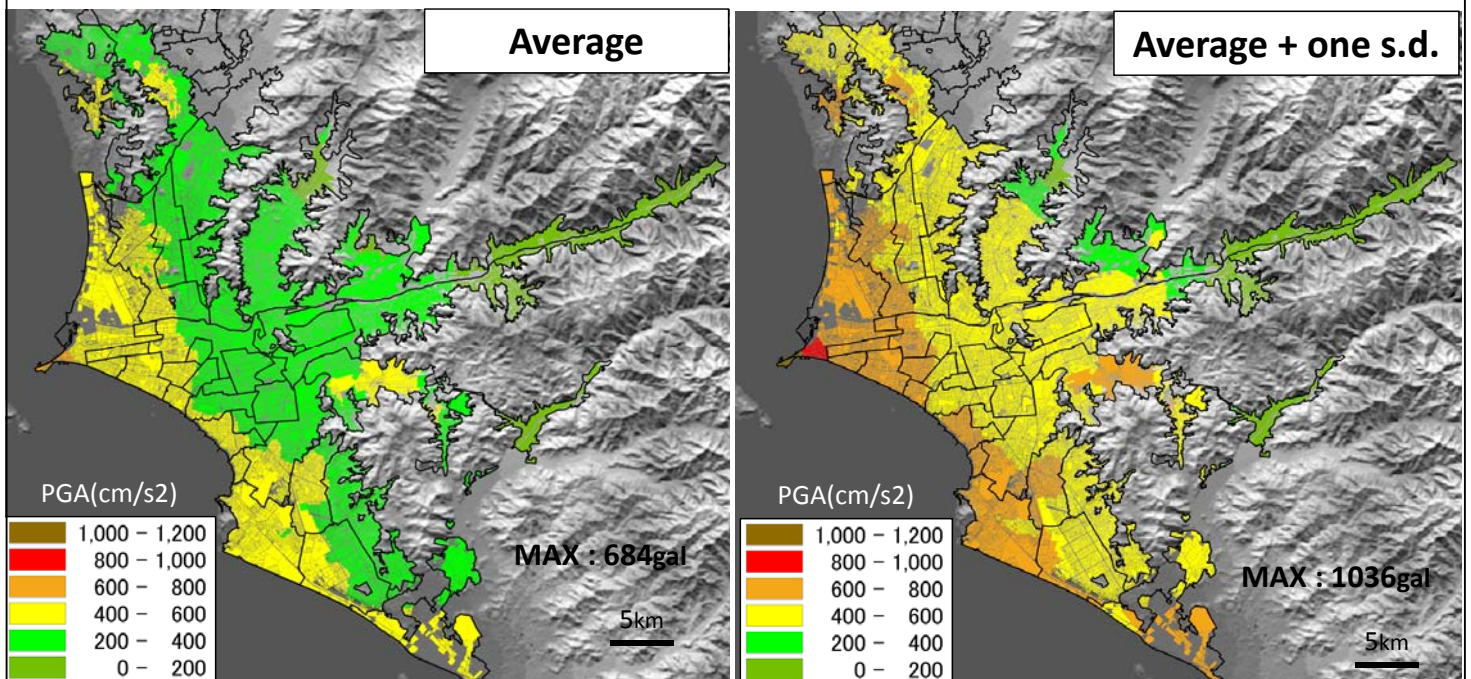 Average
PGA(cm/s2)
1,000 – 1,200
800 – 1,000
600 – 800
400 – 600
200 – 400
0 – 200
MAX : 684gal
5km
Average + one s.d.
PGA(cm/s2)
1,000 – 1,200
800 – 1,000
600 – 800
400 – 600
200 – 400
0 – 200
MAX : 1036gal
5km